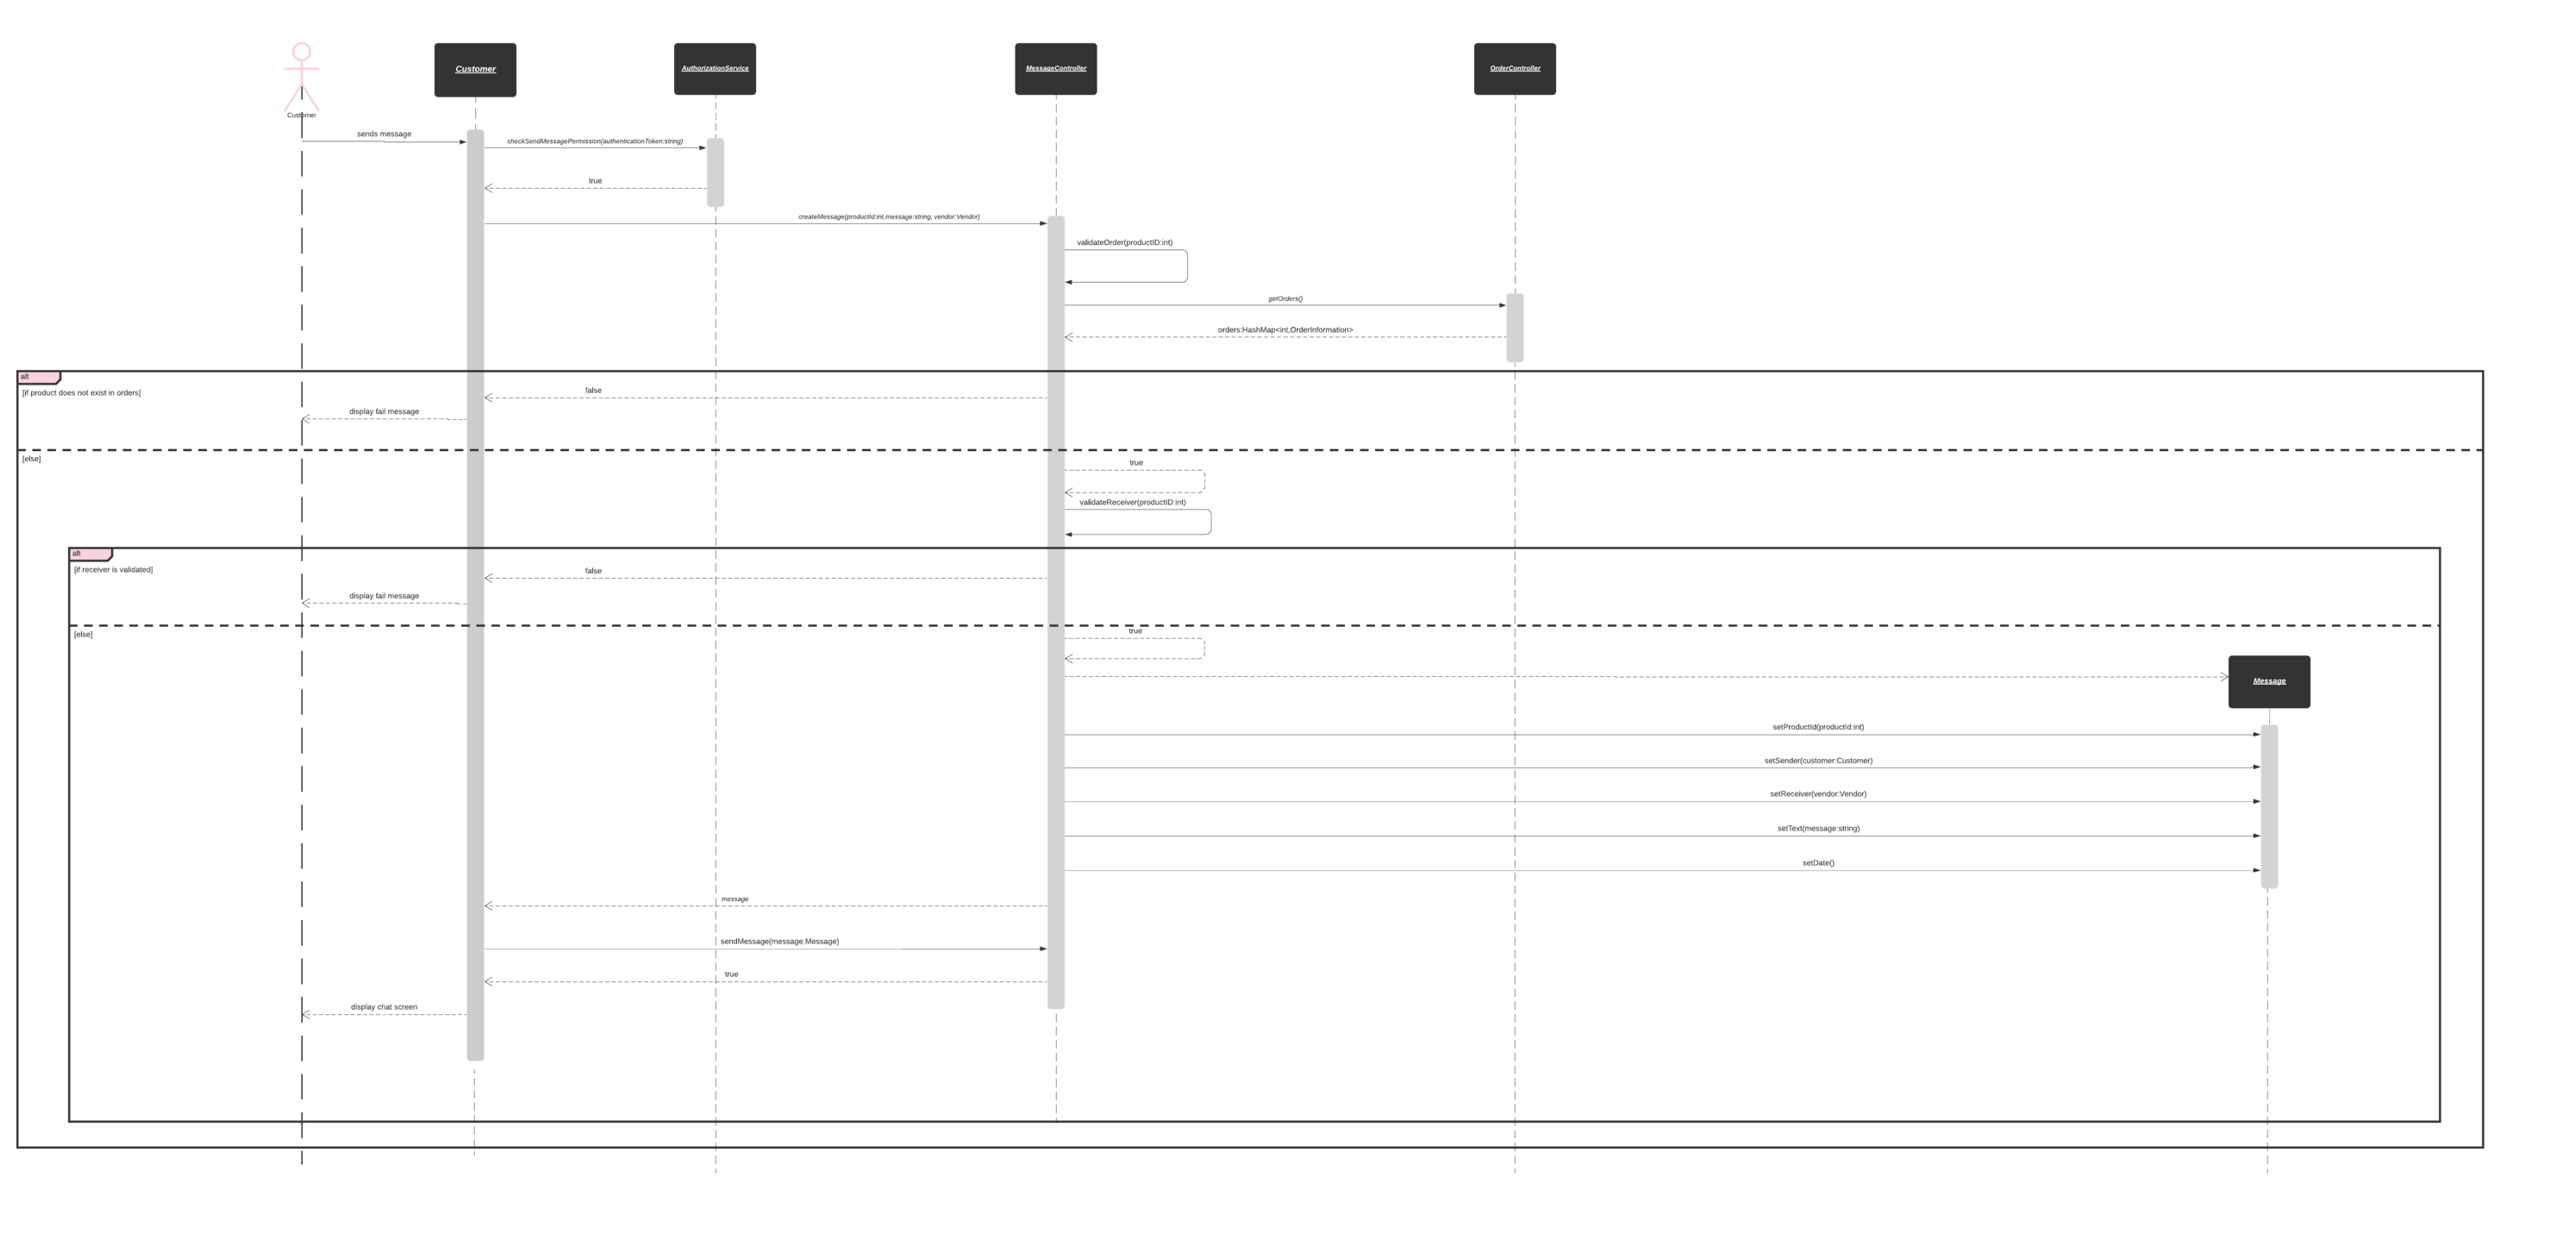 Customer
AuthorizationService
MessageController
OrderController
Customer
sends message
checkSendMessagePermission(authenticationToken:string)
true
createMessage(productId:int,message:string, vendor:Vendor)
validateOrder(productID:int)
getOrders()
orders:HashMap<int,OrderInformation>
alt
[if product does not exist in orders]
false
display fail message
[else]
true
validateReceiver(productID:int)
alt
[if receiver is validated]
false
display fail message
[else]
true
Message
setProductId(productId:int)
setSender(customer:Customer)
setReceiver(vendor:Vendor)
setText(message:string)
setDate()
message
sendMessage(message:Message)
true
display chat screen